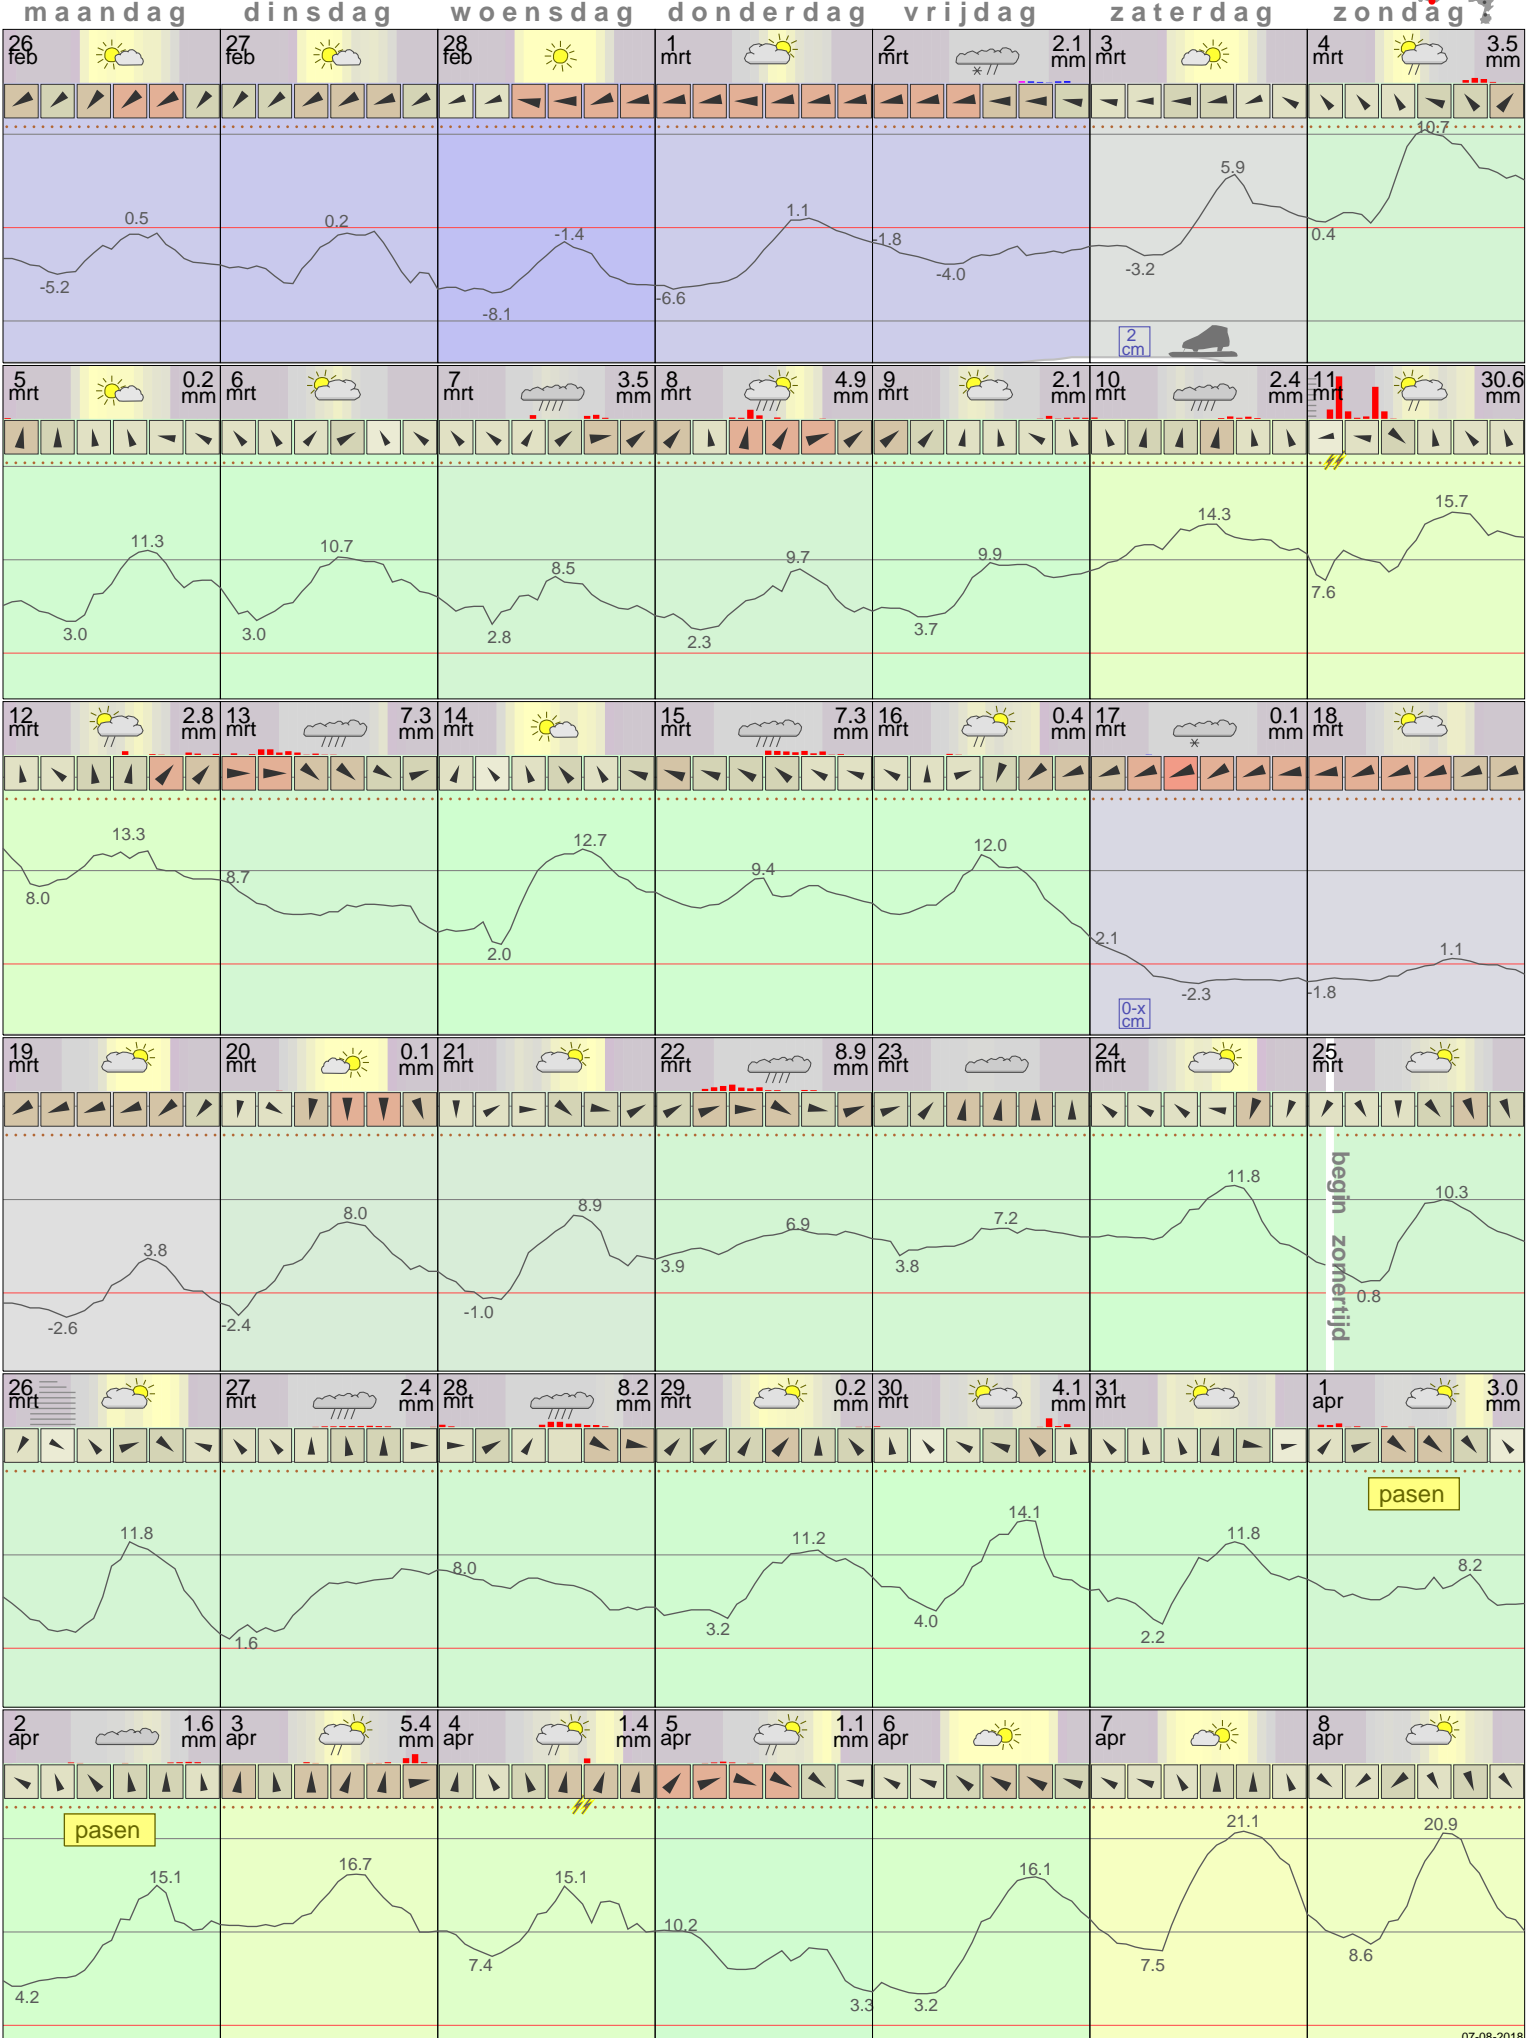 maandag dinsdag woensdag donderdag vrijdag zaterdag zondag
26 27 28 1 2 2.1 3 4 3.5
feb feb feb mrt mrt mm mrt mrt mm
10.7
5.9
0.5 0.2 -1.4 1.1 -1.8 0.4
-5.2 -8.1 -6.6 -4.0 -3.2
2
cm
5 0.2 6 7 3.5 8 4.9 9 2.1 10 2.4 11 30.6
mrt mm mrt mrt mm mrt mm mrt mm mrt mm mrt mm
11.3 10.7 8.5 9.7 9.9 14.3 15.7
3.0 3.0 2.8 2.3 3.7 7.6
12 2.8 13 7.3 14 15 7.3 16 0.4 17 0.1 18
mrt mm mrt mm mrt mrt mm mrt mm mrt mm mrt
13.3 8.7 12.7 9.4 12.0 2.1 1.1
8.0 2.0 -2.3 -1.8
0-x
cm
19 20 0.1 21 22 8.9 23 24 25
mrt mrt mm mrt mrt mm mrt mrt mrt
3.8 8.0 8.9 6.9 7.2 11.8 10.3
-2.6 -2.4 -1.0 3.9 3.8 0.8
begin zomertijd
26 27 2.4 28 8.2 29 0.2 30 4.1 31 1 3.0
mrt mrt mm mrt mm mrt mm mrt mm mrt apr mm
pasen
11.8 8.0 11.2 14.1 11.8 8.2
1.6 3.2 4.0 2.2
2 1.6 3 5.4 4 1.4 5 1.1 6 7 8
apr mm apr mm apr mm apr mm apr apr apr
pasen
15.1 16.7 15.1 10.2 16.1 21.1 20.9
4.2 7.4 3.3 3.2 7.5 8.6
07-08-2018